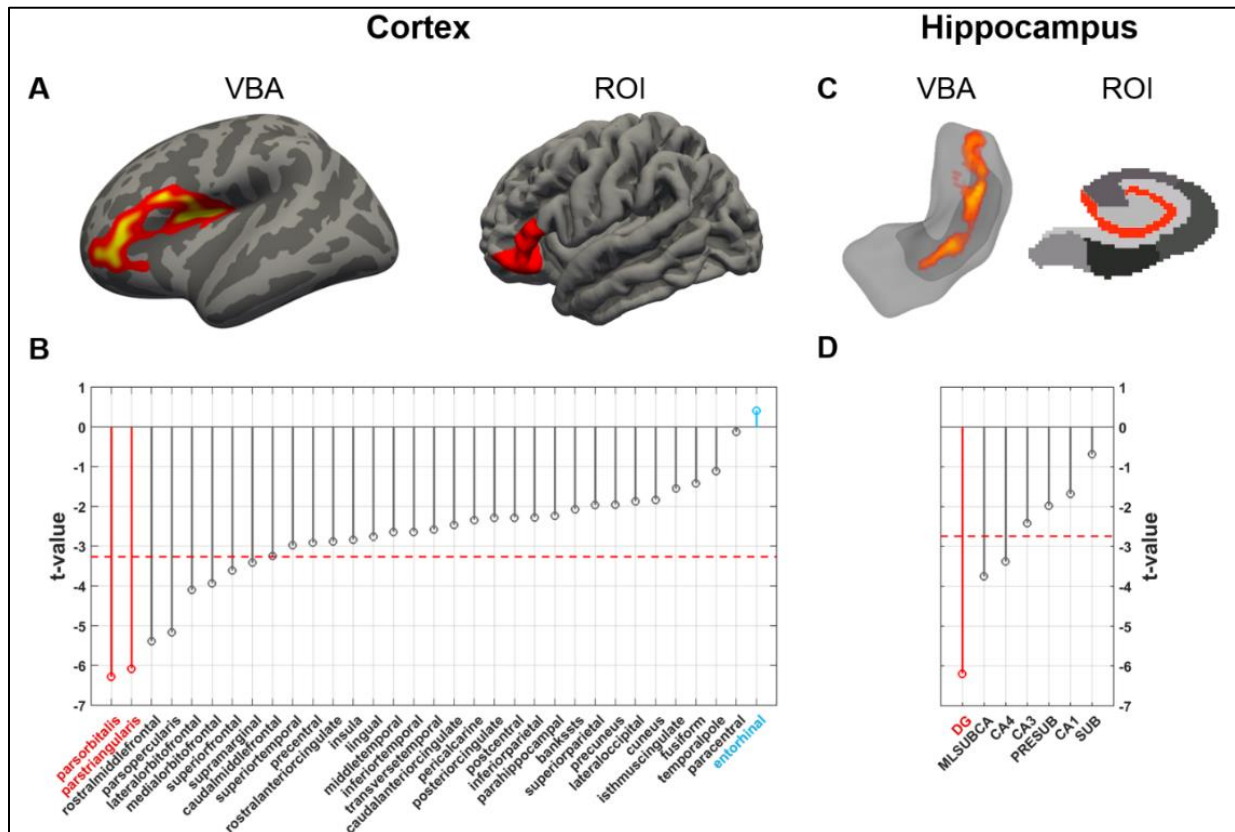 Cortex
Hippocampus
A
VBA
ROI
C
VBA
ROI
B
t-value
1
0
-1
-2
-3
-4
-5
-6
-7
parsorbitalis
parstriangularis
rostralmiddlefrontal
parsopercularis
lateralorbitofrontal
medialorbitofrontal
superiorfrontal
supramarginal
caudalmiddlefrontal
superiortemporal
precentral
rostralanteriorcingulate
insula
lingual
middletemporal
inferiortemporal
transversetemporal
caudalanteriorcingulate
pericalcarine
posteriorcingulate
postcentral
inferiorparietal
parahippocampal
bankssts
superiorparietal
precuneus
lateraloccipital
cuneus
isthmuscingulate
fusiform
temporalpole
paracentral
entorhinal
D
1
0
-1
-2
-3
-4
-5
-6
-7
t-value
DG
MLSUBCA
CA4
CA3
PRESUB
CA1
SUB